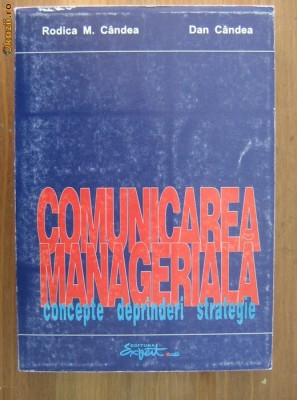 Rodica M. Cândea Dan Cândea
COMUNICAREA
MANAGERIALĂ
concepte deprinderi strategie
EDITURA
Expert